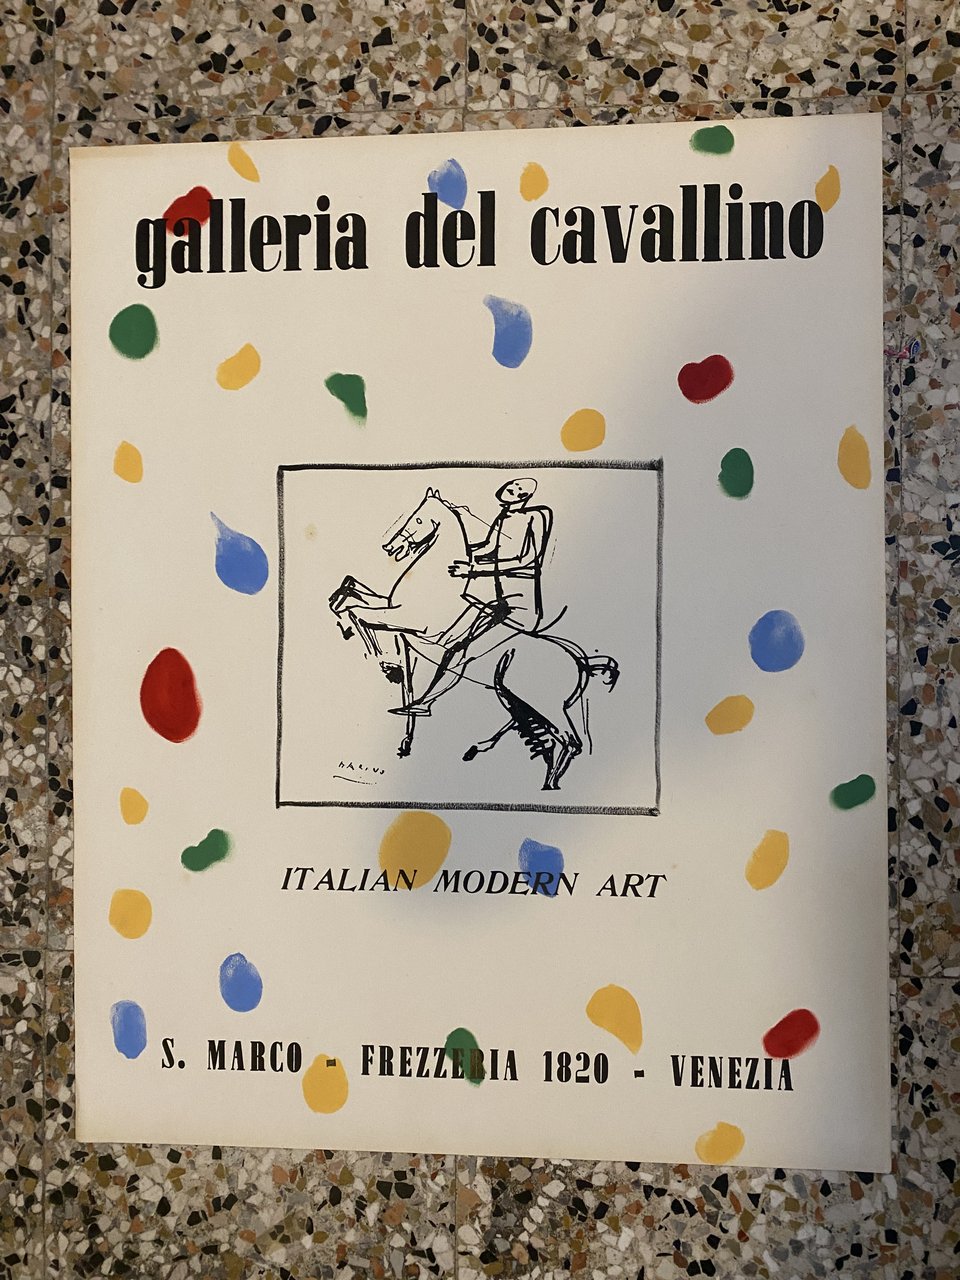 galleria del cavallino
MARINO
ITALIAN MODERN ART
S. MARCO - FREZZERIA 1820 - VENEZIA